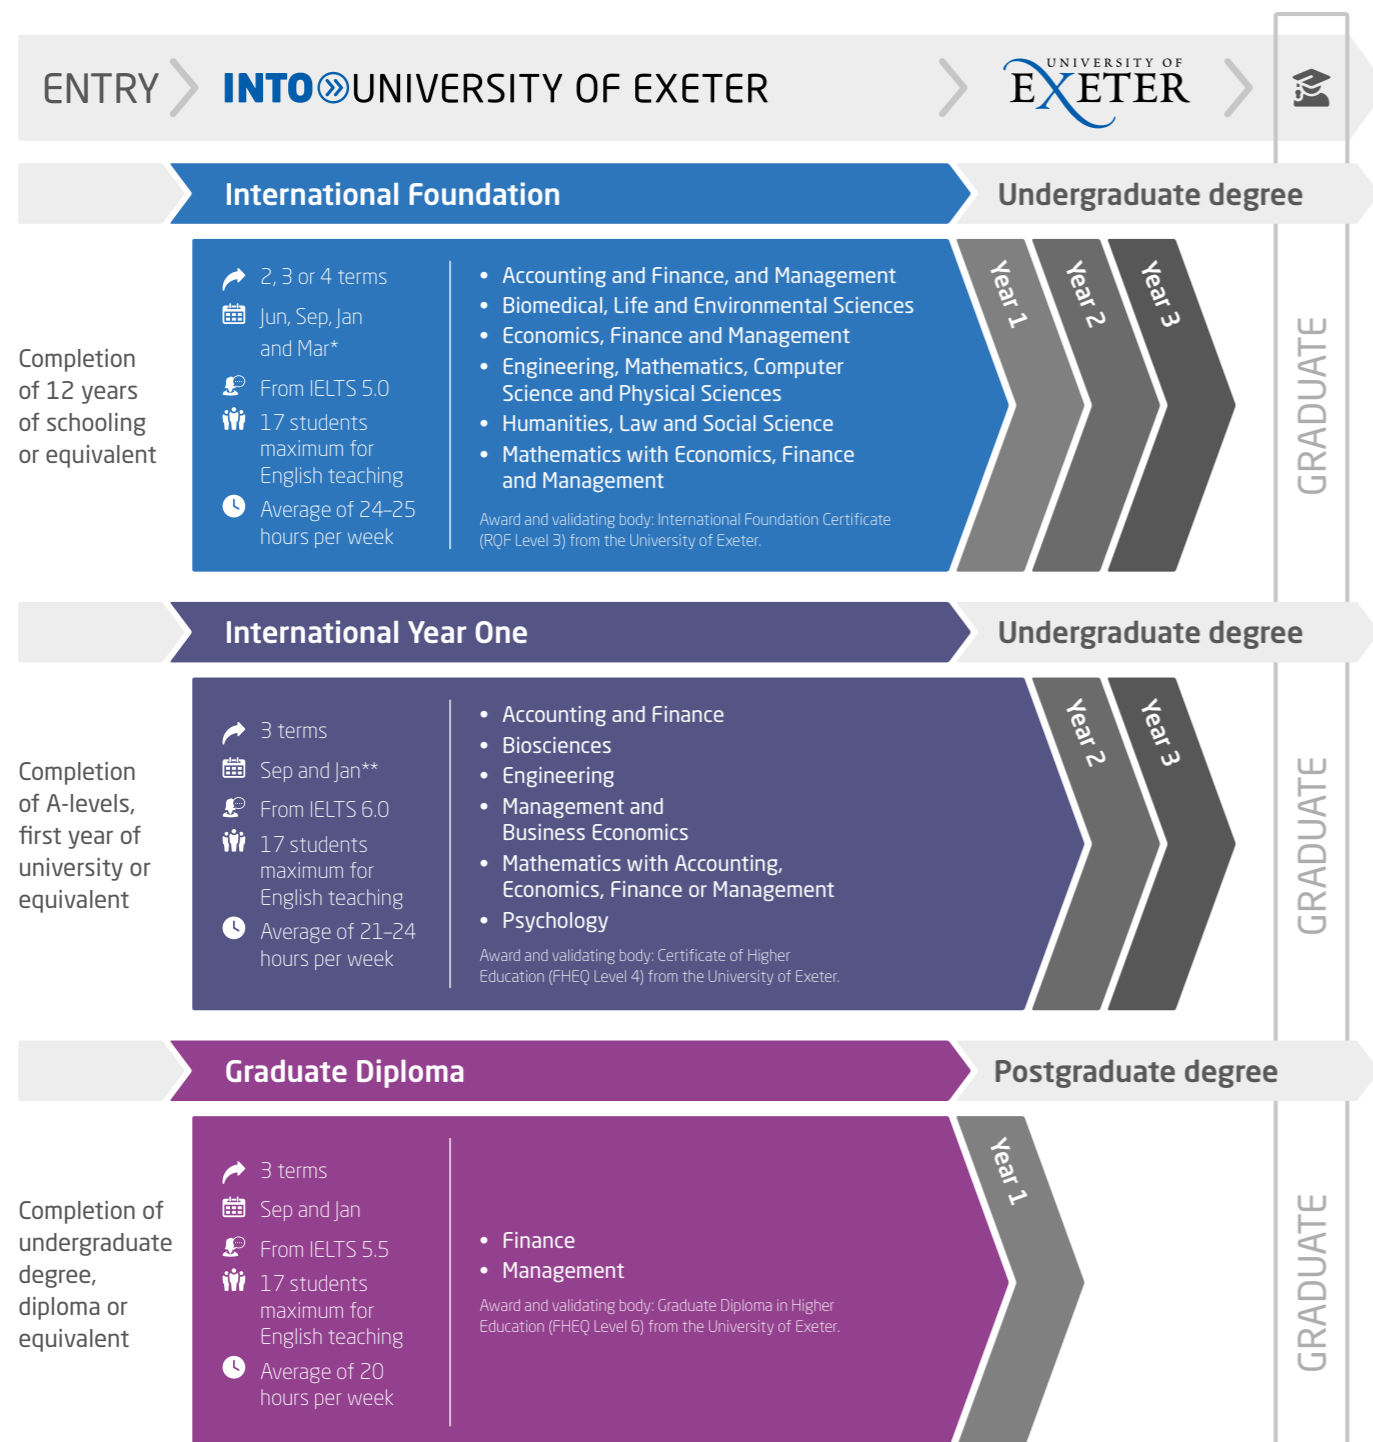 ENTRY
INTO UNIVERSITY OF EXETER
UNIVERSITY OF
EXETER
International Foundation
Undergraduate degree
Completion
of 12 years
of schooling
or equivalent
2, 3 or 4 terms
Jun, Sep, Jan
and Mar*
From IELTS 5.0
17 students
maximum for
English teaching
Average of 24–25
hours per week
• Accounting and Finance, and Management
• Biomedical, Life and Environmental Sciences
• Economics, Finance and Management
• Engineering, Mathematics, Computer
Science and Physical Sciences
• Humanities, Law and Social Science
• Mathematics with Economics, Finance
and Management
Award and validating body: International Foundation Certificate
(RQF Level 3) from the University of Exeter.
Year 1
Year 2
Year 3
GRADUATE
International Year One
Undergraduate degree
Completion
of A-levels,
first year of
university or
equivalent
3 terms
Sep and Jan**
From IELTS 6.0
17 students
maximum for
English teaching
Average of 21–24
hours per week
• Accounting and Finance
• Biosciences
• Engineering
• Management and
Business Economics
• Mathematics with Accounting,
Economics, Finance or Management
• Psychology
Award and validating body: Certificate of Higher
Education (FHEQ Level 4) from the University of Exeter.
Year 2
Year 3
GRADUATE
Graduate Diploma
Postgraduate degree
Completion of
undergraduate
degree,
diploma or
equivalent
3 terms
Sep and Jan
From IELTS 5.5
17 students
maximum for
English teaching
Average of 20
hours per week
• Finance
• Management
Award and validating body: Graduate Diploma in Higher
Education (FHEQ Level 6) from the University of Exeter.
Year 1
GRADUATE